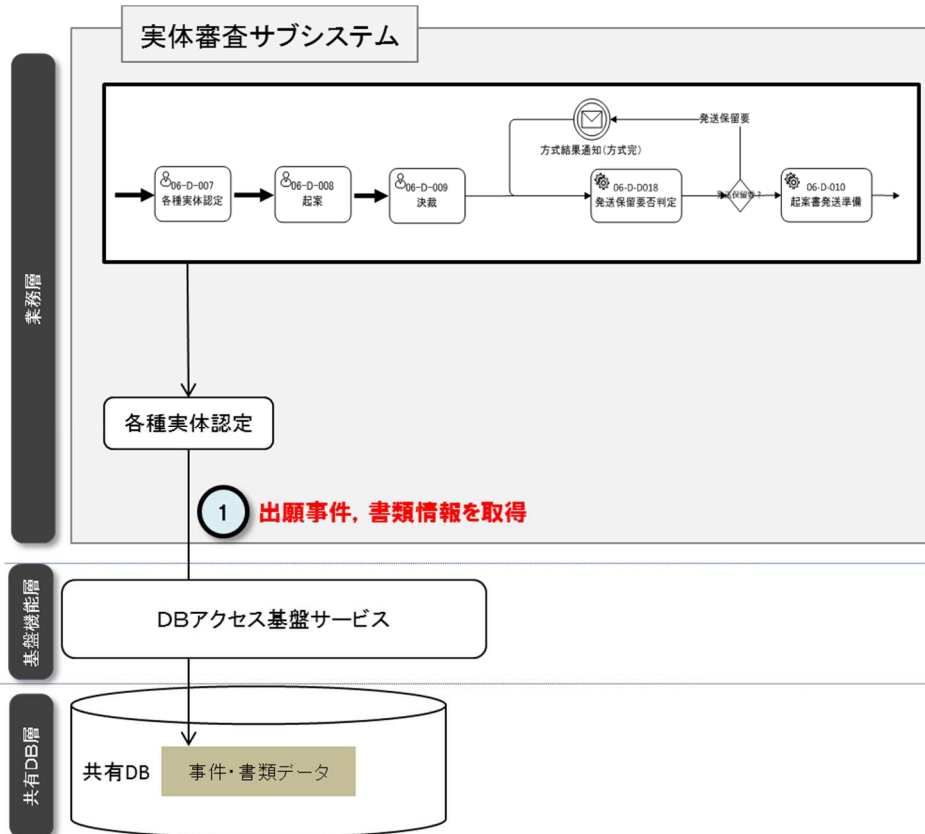 実体審査サブシステム
業務層
発送保留要
方式結果通知(方式完)
06-D-007
各種実体認定
06-D-008
起案
06-D-009
決裁
06-D-D018
発送保留要否判定
発送保留要?
06-D-010
起案書発送準備
各種実体認定
1 出願事件, 書類情報を取得
基盤機能層
DBアクセス基盤サービス
共有DB層
共有DB
事件・書類データ